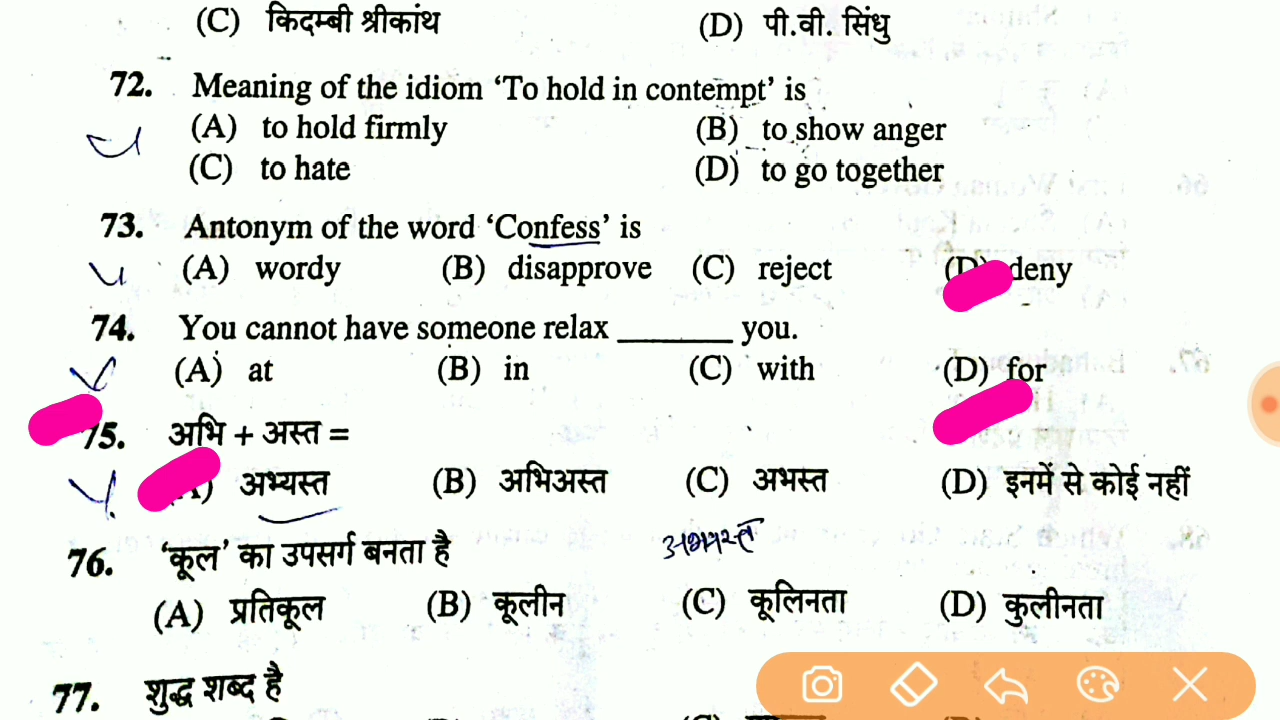 (C) किदम्बी श्रीकांथ (D) पी.वी. सिंधु
72. Meaning of the idiom ‘To hold in contempt’ is
(A) to hold firmly (B) to show anger
(C) to hate (D) to go together
73. Antonym of the word ‘Confess’ is
(A) wordy (B) disapprove (C) reject (D) deny
74. You cannot have someone relax ________ you.
(A) at (B) in (C) with (D) for
75. अभि + अस्त =
A) अभ्यस्त (B) अभिअस्त (C) अभस्त (D) इनमें से कोई नहीं
76. ‘कूल’ का उपसर्ग बनता है
(A) प्रतिकूल (B) कूलीन (C) कूलिनता (D) कुलीनता
77. शुद्ध शब्द है